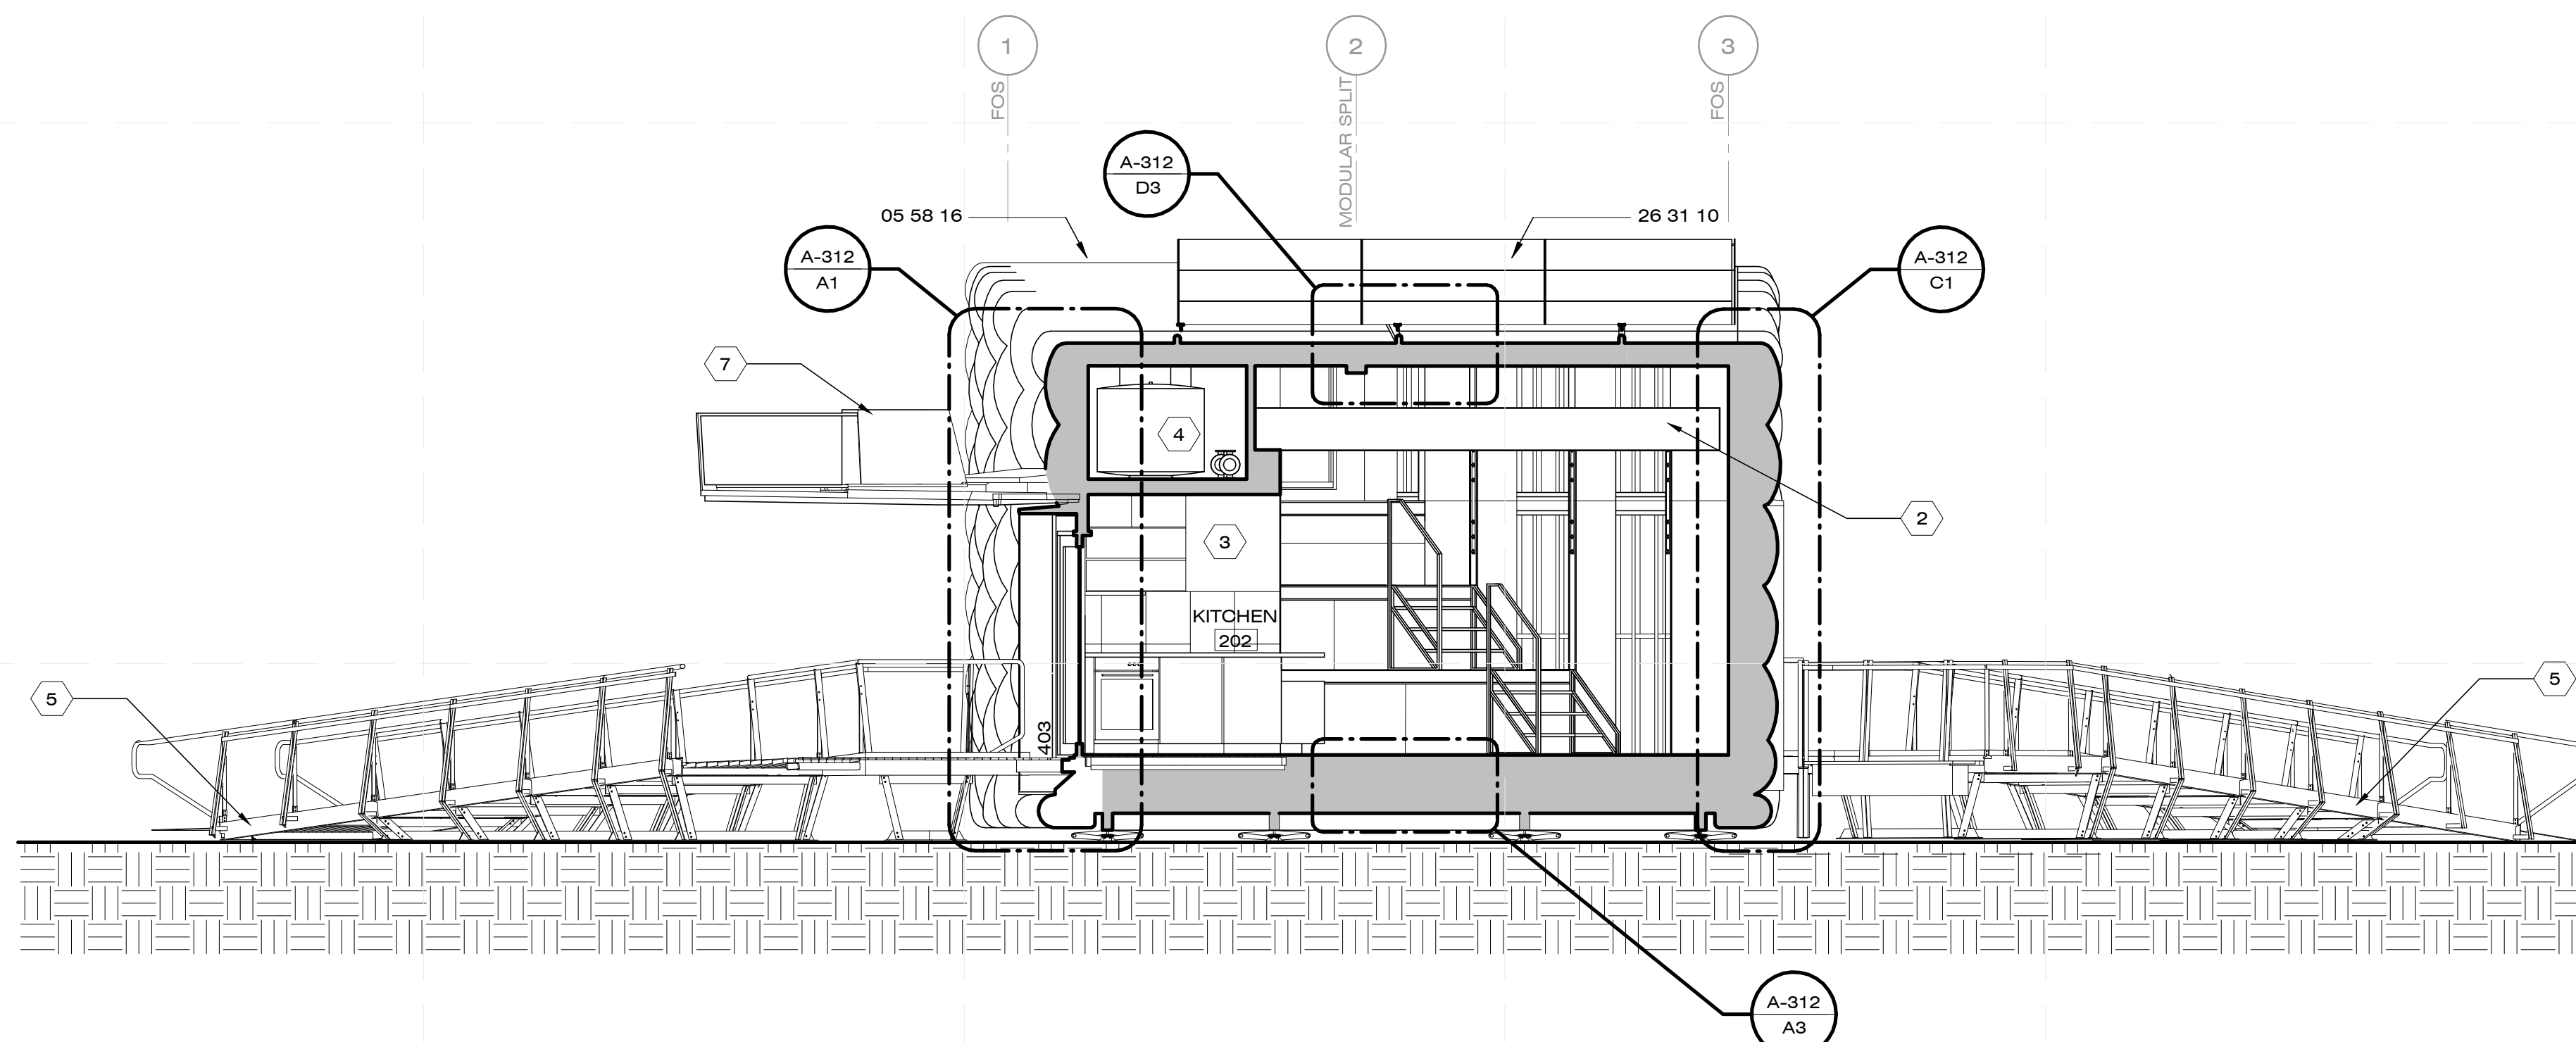 1
2
3
FOS
MODULAR SPLIT
FOS
A-312
D3
05 58 16
26 31 10
A-312
A1
A-312
C1
7
4
2
3
KITCHEN
202
5
5
403
A-312
A3